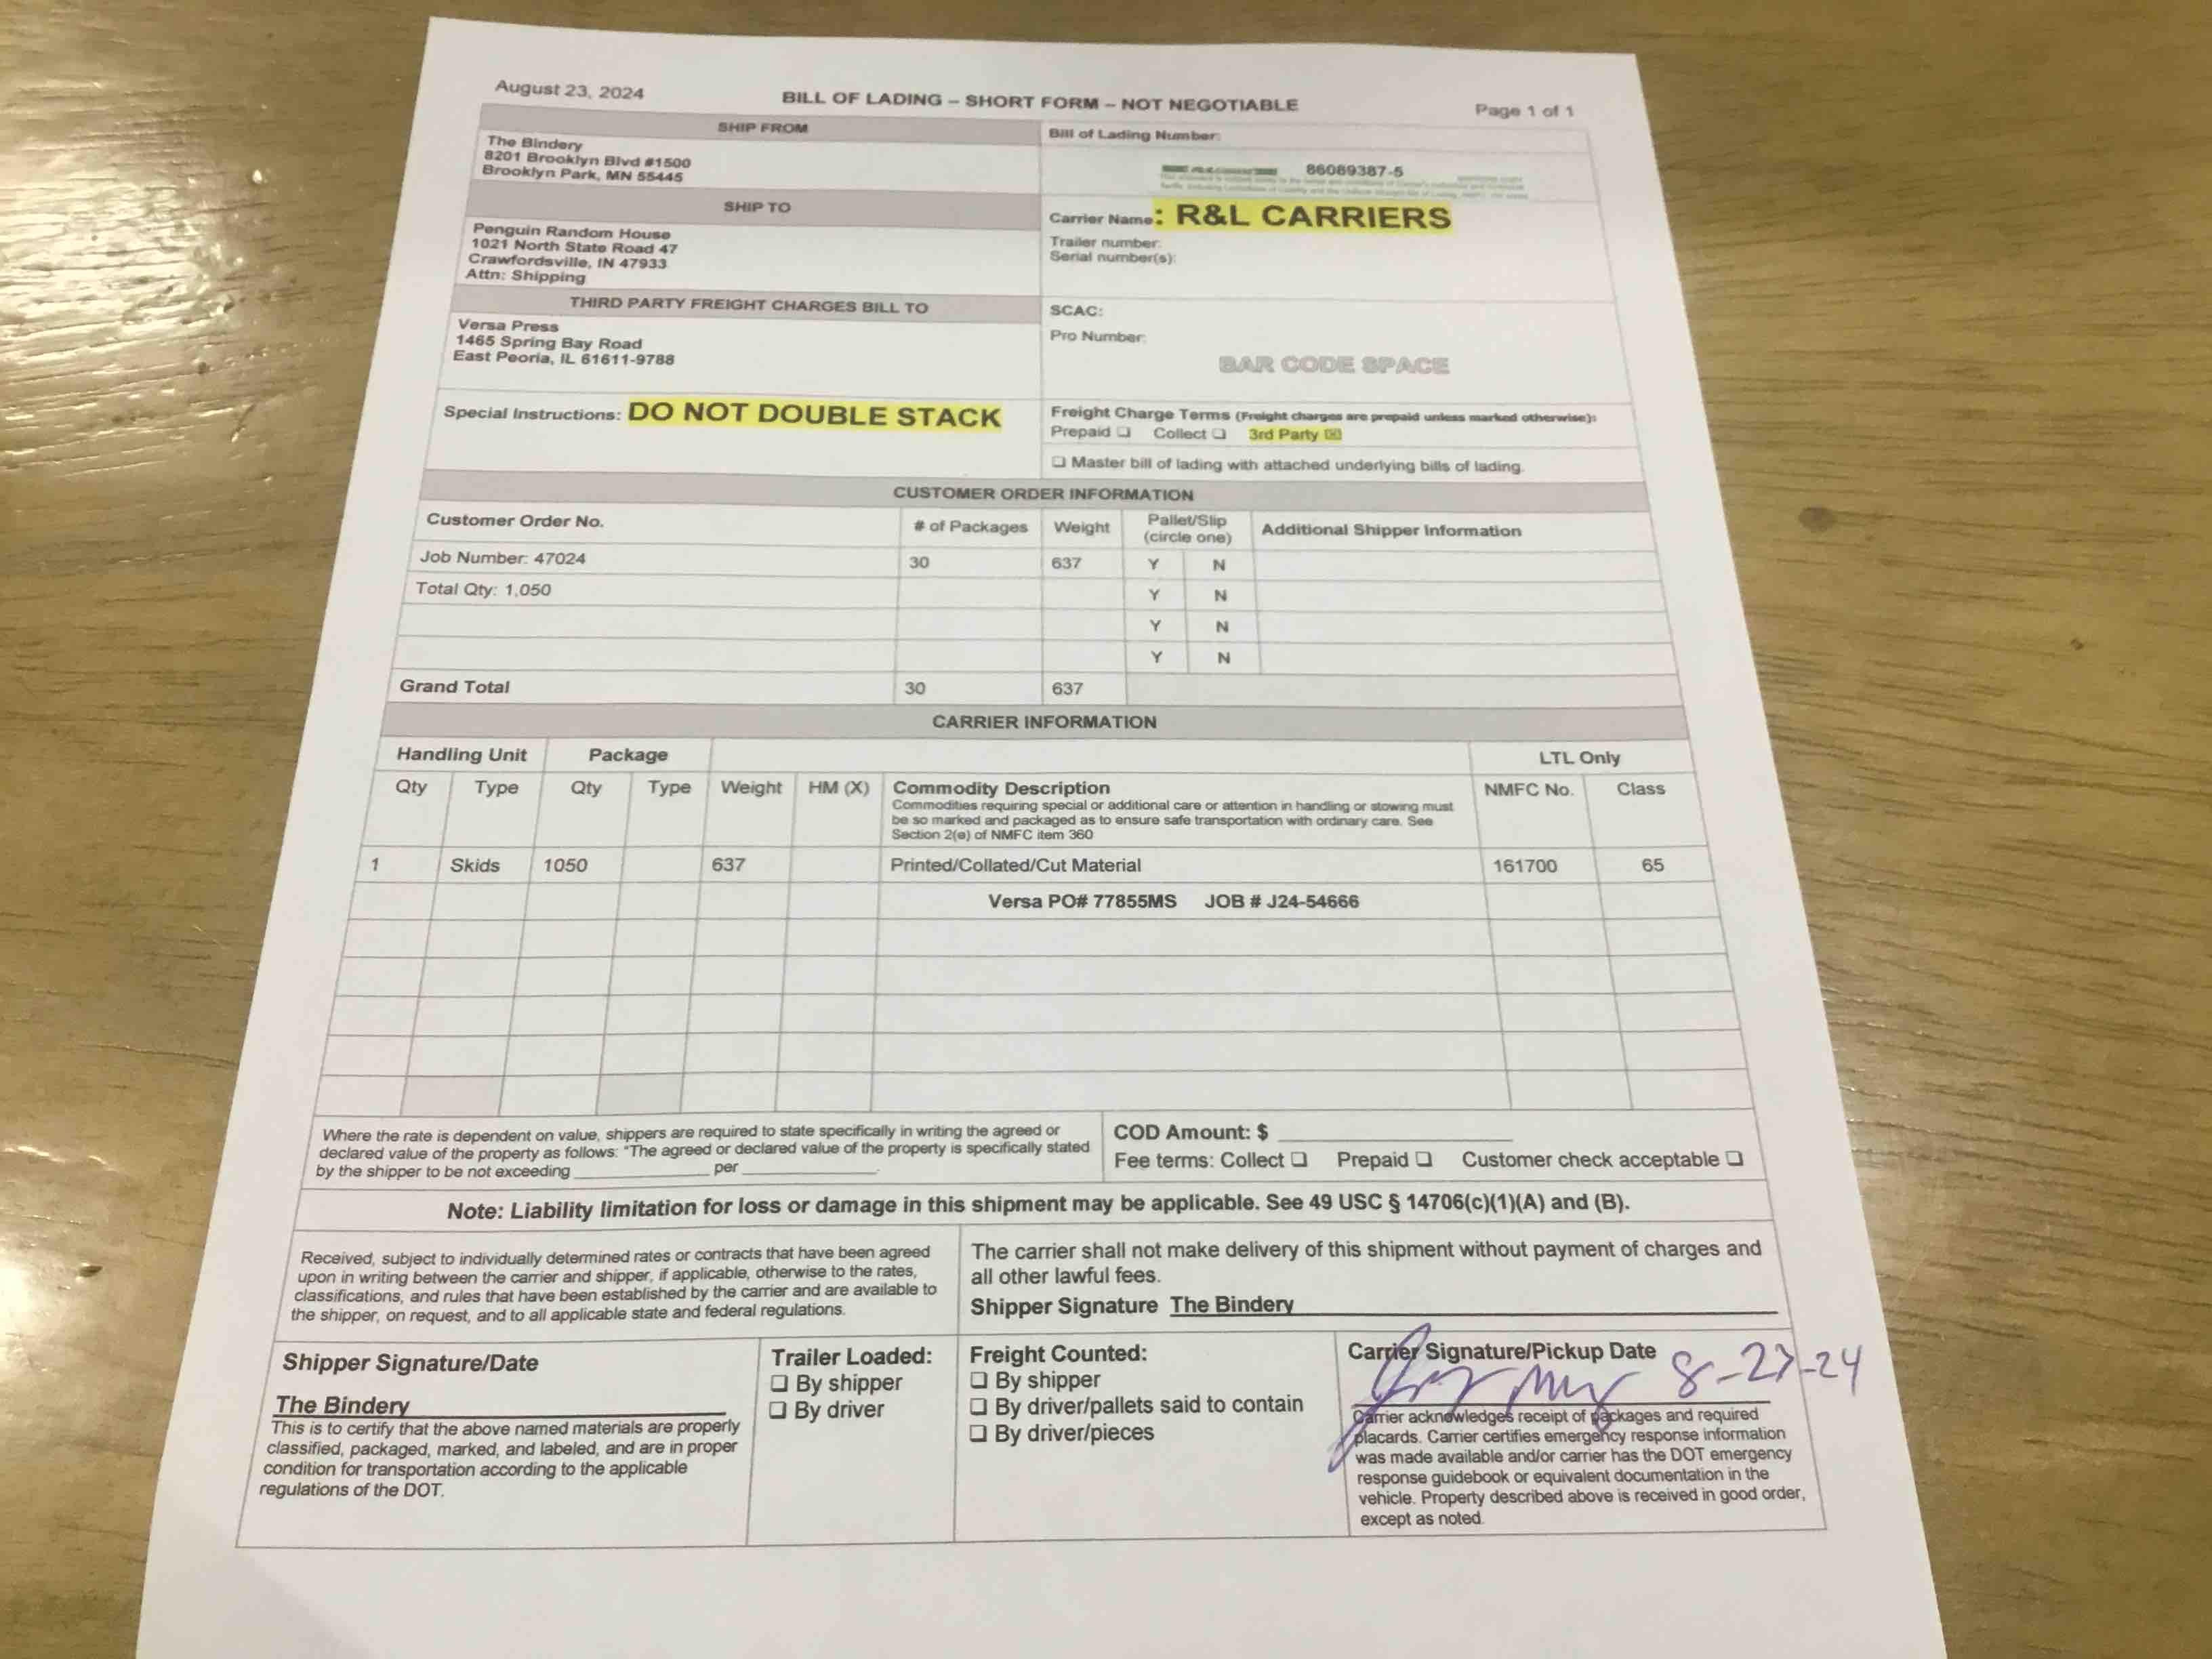 August 23, 2024
BILL OF LADING – SHORT FORM – NOT NEGOTIABLE
Page 1 of 1
SHIP FROM
The Bindery
8201 Brooklyn Blvd #1500
Brooklyn Park, MN 55445
Bill of Lading Number:
86089387-5
SHIP TO
Penguin Random House
1021 North State Road 47
Crawfordsville, IN 47933
Attn: Shipping
Carrier Name: R&L CARRIERS
Trailer number:
Serial number(s):
THIRD PARTY FREIGHT CHARGES BILL TO
Versa Press
1465 Spring Bay Road
East Peoria, IL 61611-9788
SCAC:
Pro Number:
BAR CODE SPACE
Special Instructions: DO NOT DOUBLE STACK
Freight Charge Terms (Freight charges are prepaid unless marked otherwise):
Prepaid ❏ Collect ❏ 3rd Party ☒
❏ Master bill of lading with attached underlying bills of lading.
CUSTOMER ORDER INFORMATION
Customer Order No. # of Packages Weight Pallet/Slip (circle one) Additional Shipper Information
Job Number: 47024 30 637 Y N
Total Qty: 1,050 Y N
Y N
Y N
Grand Total 30 637
CARRIER INFORMATION
Handling Unit Package LTL Only
Qty Type Qty Type Weight HM (X) Commodity Description NMFC No. Class
Commodities requiring special or additional care or attention in handling or stowing must
be so marked and packaged as to ensure safe transportation with ordinary care. See
Section 2(e) of NMFC item 360
1 Skids 1050 637 Printed/Collated/Cut Material 161700 65
Versa PO# 77855MS JOB # J24-54666
Where the rate is dependent on value, shippers are required to state specifically in writing the agreed or
declared value of the property as follows: "The agreed or declared value of the property is specifically stated
by the shipper to be not exceeding ____ per ____.
COD Amount: $ ____
Fee terms: Collect ❏ Prepaid ❏ Customer check acceptable ❏
Note: Liability limitation for loss or damage in this shipment may be applicable. See 49 USC § 14706(c)(1)(A) and (B).
Received, subject to individually determined rates or contracts that have been agreed
upon in writing between the carrier and shipper, if applicable, otherwise to the rates,
classifications, and rules that have been established by the carrier and are available to
the shipper, on request, and to all applicable state and federal regulations.
The carrier shall not make delivery of this shipment without payment of charges and
all other lawful fees.
Shipper Signature The Bindery
Shipper Signature/Date
The Bindery
This is to certify that the above named materials are properly
classified, packaged, marked, and labeled, and are in proper
condition for transportation according to the applicable
regulations of the DOT.
Trailer Loaded:
❏ By shipper
❏ By driver
Freight Counted:
❏ By shipper
❏ By driver/pallets said to contain
❏ By driver/pieces
Carrier Signature/Pickup Date
8-27-24
Carrier acknowledges receipt of packages and required
placards. Carrier certifies emergency response information
was made available and/or carrier has the DOT emergency
response guidebook or equivalent documentation in the
vehicle. Property described above is received in good order,
except as noted.